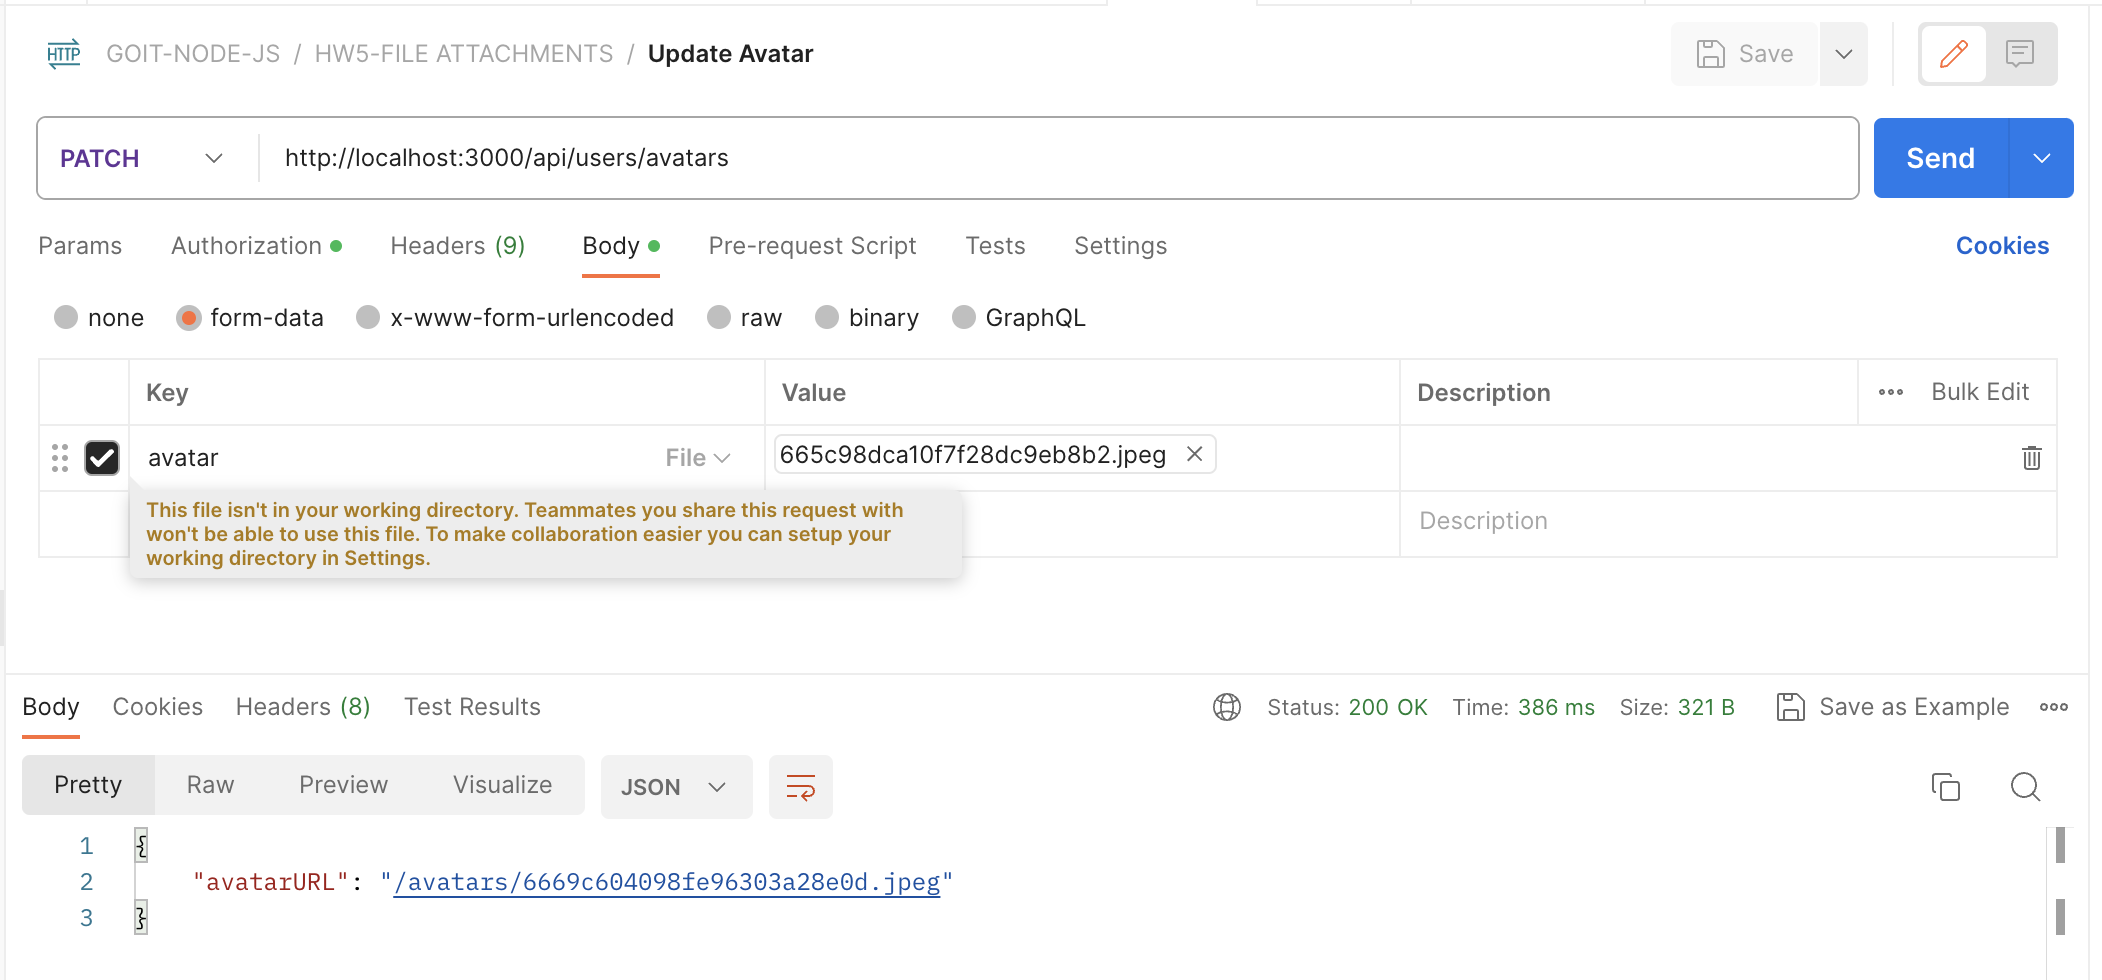 HTTP GOIT-NODE-JS / HW5-FILE ATTACHMENTS / Update Avatar Save
PATCH http://localhost:3000/api/users/avatars Send
Params Authorization Headers (9) Body Pre-request Script Tests Settings Cookies
none form-data x-www-form-urlencoded raw binary GraphQL
Key Value Description Bulk Edit
avatar File 665c98dca10f7f28dc9eb8b2.jpeg
This file isn't in your working directory. Teammates you share this request with
won't be able to use this file. To make collaboration easier you can setup your
working directory in Settings.
Description
Body Cookies Headers (8) Test Results Status: 200 OK Time: 386 ms Size: 321 B Save as Example
Pretty Raw Preview Visualize JSON
1 {
2 "avatarURL": "/avatars/6669c604098fe96303a28e0d.jpeg"
3 }